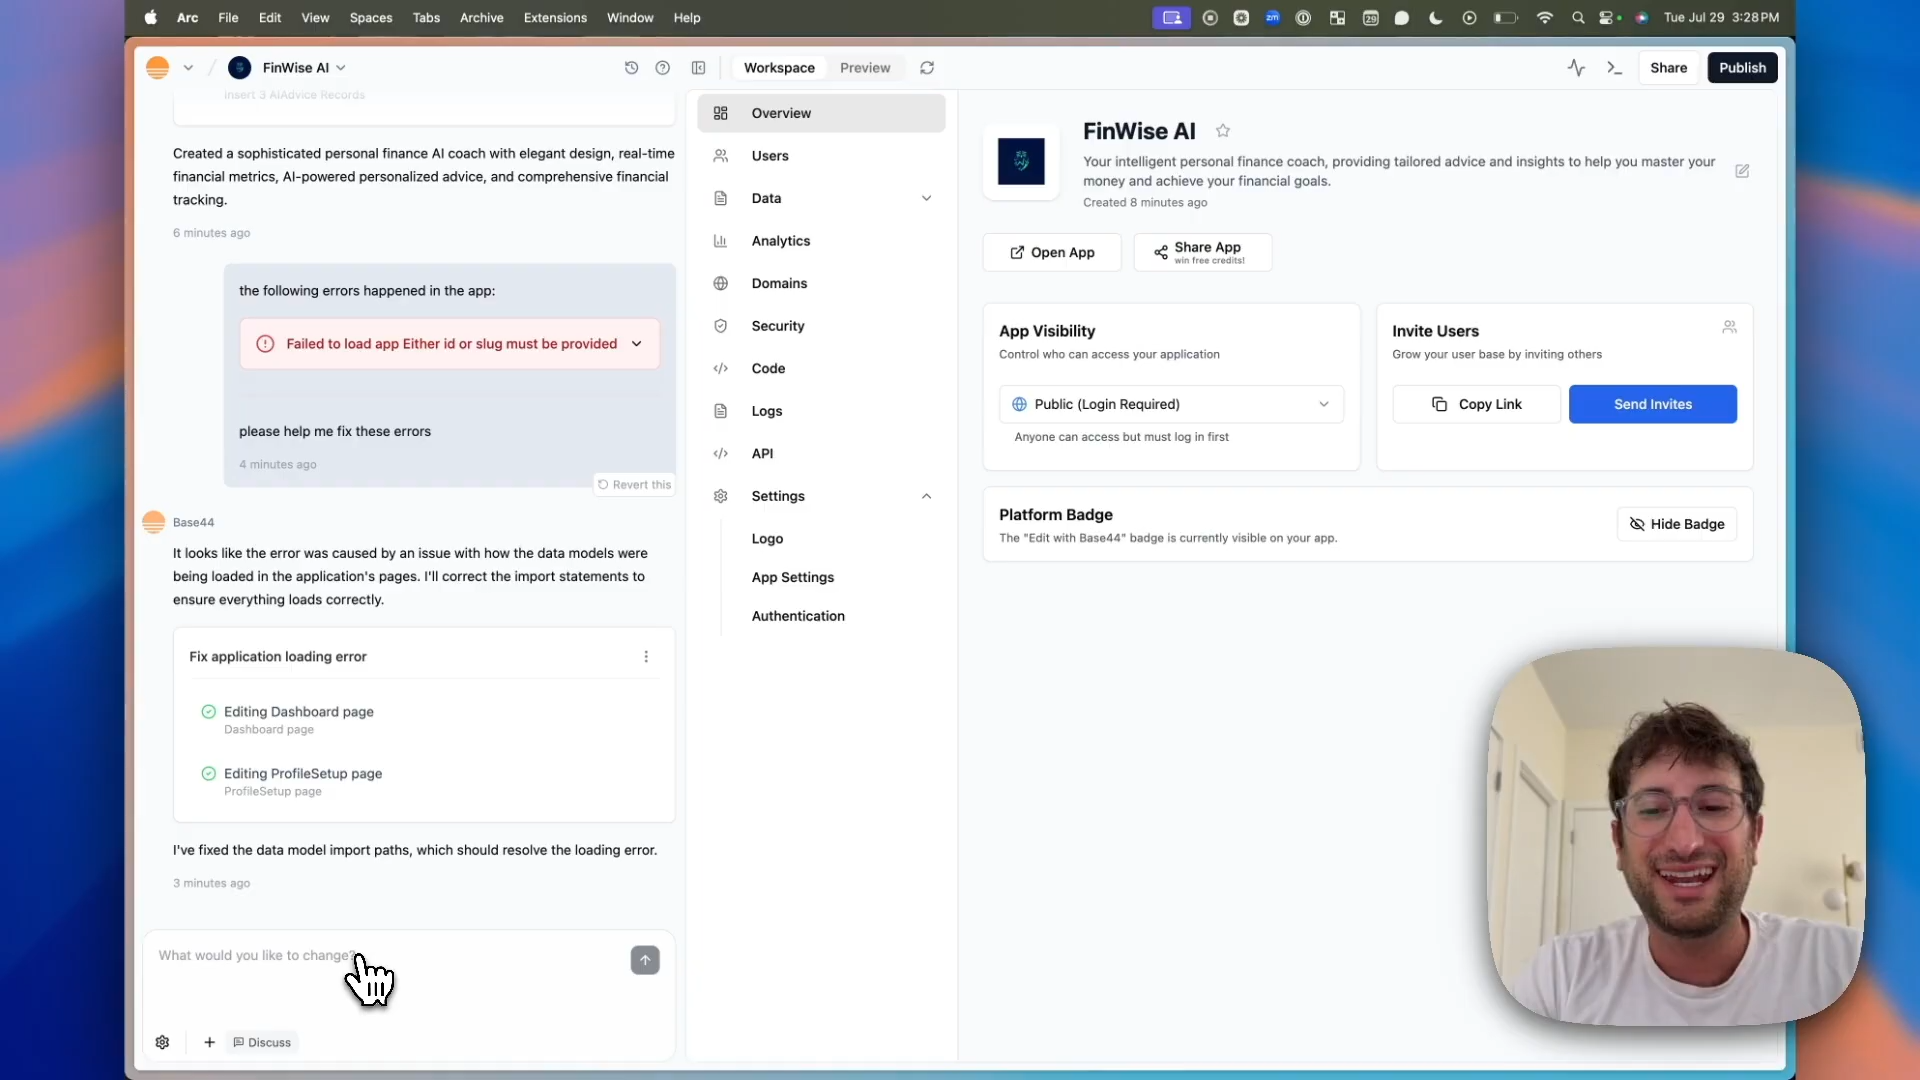 Arc File Edit View Spaces Tabs Archive Extensions Window Help
zm
29
Tue Jul 29 3:28 PM
FinWise AI
Workspace
Preview
Share
Publish
Insert 3 AIAdvice Records
Created a sophisticated personal finance AI coach with elegant design, real-time
financial metrics, AI-powered personalized advice, and comprehensive financial
tracking.
6 minutes ago
the following errors happened in the app:
Failed to load app Either id or slug must be provided
please help me fix these errors
4 minutes ago
Revert this
Base44
It looks like the error was caused by an issue with how the data models were
being loaded in the application's pages. I'll correct the import statements to
ensure everything loads correctly.
Fix application loading error
Editing Dashboard page
Dashboard page
Editing ProfileSetup page
ProfileSetup page
I've fixed the data model import paths, which should resolve the loading error.
3 minutes ago
What would you like to change?
Discuss
Overview
Users
Data
Analytics
Domains
Security
Code
Logs
API
Settings
Logo
App Settings
Authentication
FinWise AI
Your intelligent personal finance coach, providing tailored advice and insights to help you master your
money and achieve your financial goals.
Created 8 minutes ago
Open App
Share App
win free credits!
App Visibility
Control who can access your application
Public (Login Required)
Anyone can access but must log in first
Invite Users
Grow your user base by inviting others
Copy Link
Send Invites
Platform Badge
The "Edit with Base44" badge is currently visible on your app.
Hide Badge